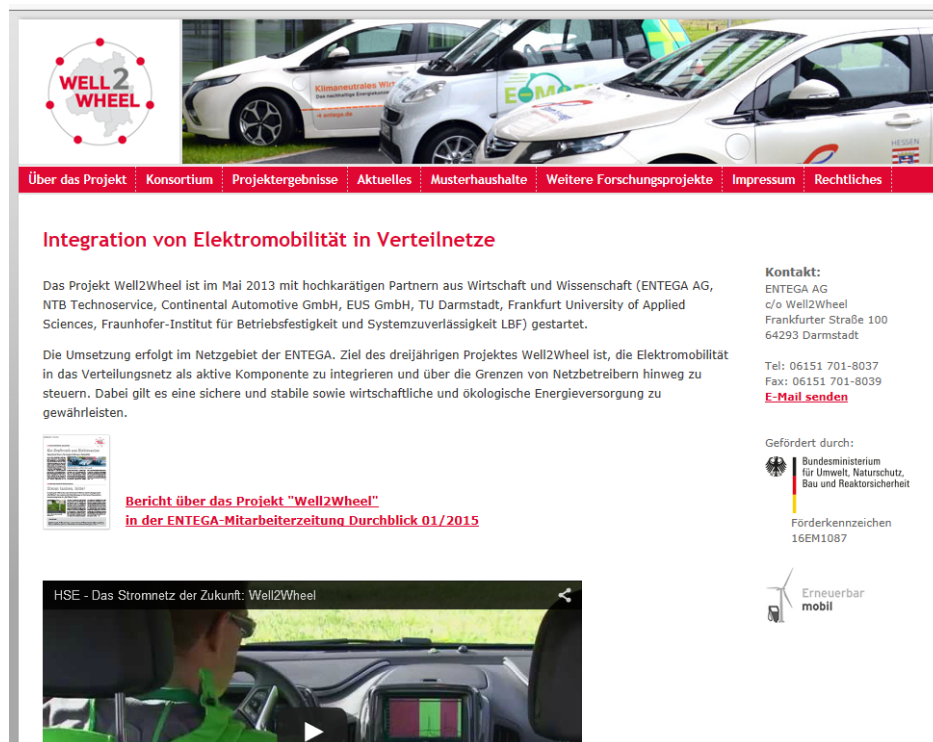 WELL2
WHEEL
Klimaneutrales
Das nachhaltige
entega.de
HESSEN
Über das Projekt Konsortium Projektergebnisse Aktuelles Musterhaushalte Weitere Forschungsprojekte Impressum Rechtliches
Integration von Elektromobilität in Verteilnetze
Das Projekt Well2Wheel ist im Mai 2013 mit hochkarätigen Partnern aus Wirtschaft und Wissenschaft (ENTEGA AG,
NTB Technoservice, Continental Automotive GmbH, EUS GmbH, TU Darmstadt, Frankfurt University of Applied
Sciences, Fraunhofer-Institut für Betriebsfestigkeit und Systemzuverlässigkeit LBF) gestartet.
Die Umsetzung erfolgt im Netzgebiet der ENTEGA. Ziel des dreijährigen Projektes Well2Wheel ist, die Elektromobilität
in das Verteilungsnetz als aktive Komponente zu integrieren und über die Grenzen von Netzbetreibern hinweg zu
steuern. Dabei gilt es eine sichere und stabile sowie wirtschaftliche und ökologische Energieversorgung zu
gewährleisten.
Bericht über das Projekt "Well2Wheel"
in der ENTEGA-Mitarbeiterzeitung Durchblick 01/2015
HSE - Das Stromnetz der Zukunft: Well2Wheel
Kontakt:
ENTEGA AG
c/o Well2Wheel
Frankfurter Straße 100
64293 Darmstadt
Tel: 06151 701-8037
Fax: 06151 701-8039
E-Mail senden
Gefördert durch:
Bundesministerium
für Umwelt, Naturschutz,
Bau und Reaktorsicherheit
Förderkennzeichen
16EM1087
Erneuerbar
mobil